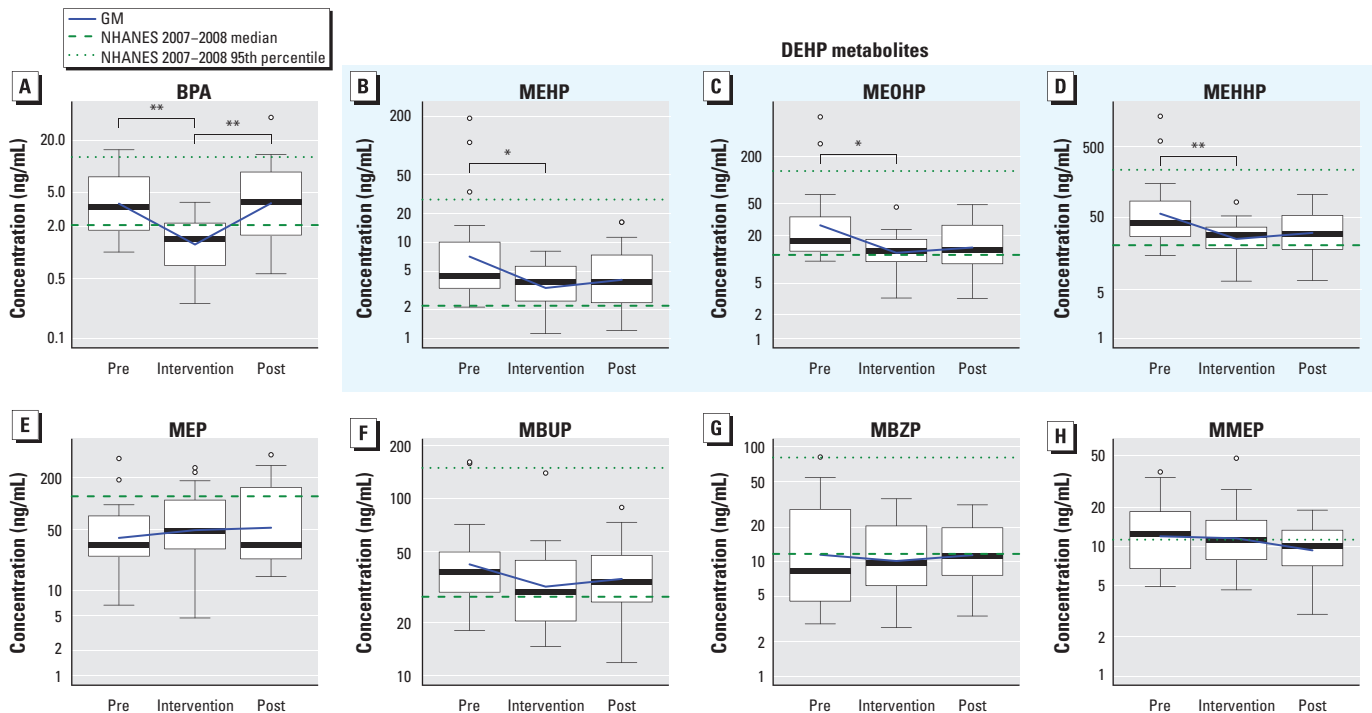 GM
NHANES 2007–2008 median
NHANES 2007–2008 95th percentile
DEHP metabolites
A
BPA
Concentration (ng/mL)
20.0
5.0
2.0
0.5
0.1
**
**
Pre
Intervention
Post
B
MEHP
Concentration (ng/mL)
200
50
20
10
5
2
1
*
Pre
Intervention
Post
C
MEOHP
Concentration (ng/mL)
200
50
20
5
2
1
*
Pre
Intervention
Post
D
MEHHP
Concentration (ng/mL)
500
50
5
1
**
Pre
Intervention
Post
E
MEP
Concentration (ng/mL)
200
50
10
5
2
1
Pre
Intervention
Post
F
MBUP
Concentration (ng/mL)
200
100
50
20
10
Pre
Intervention
Post
G
MBZP
Concentration (ng/mL)
100
50
20
10
5
2
1
Pre
Intervention
Post
H
MMEP
Concentration (ng/mL)
50
20
10
5
2
1
Pre
Intervention
Post